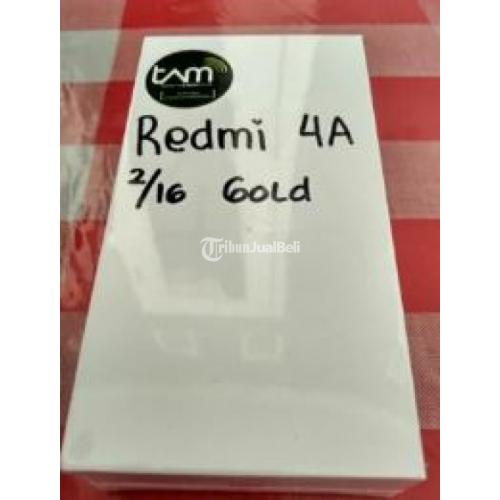 tam
Redmi 4A
2/16 Gold
TribunJualBeli